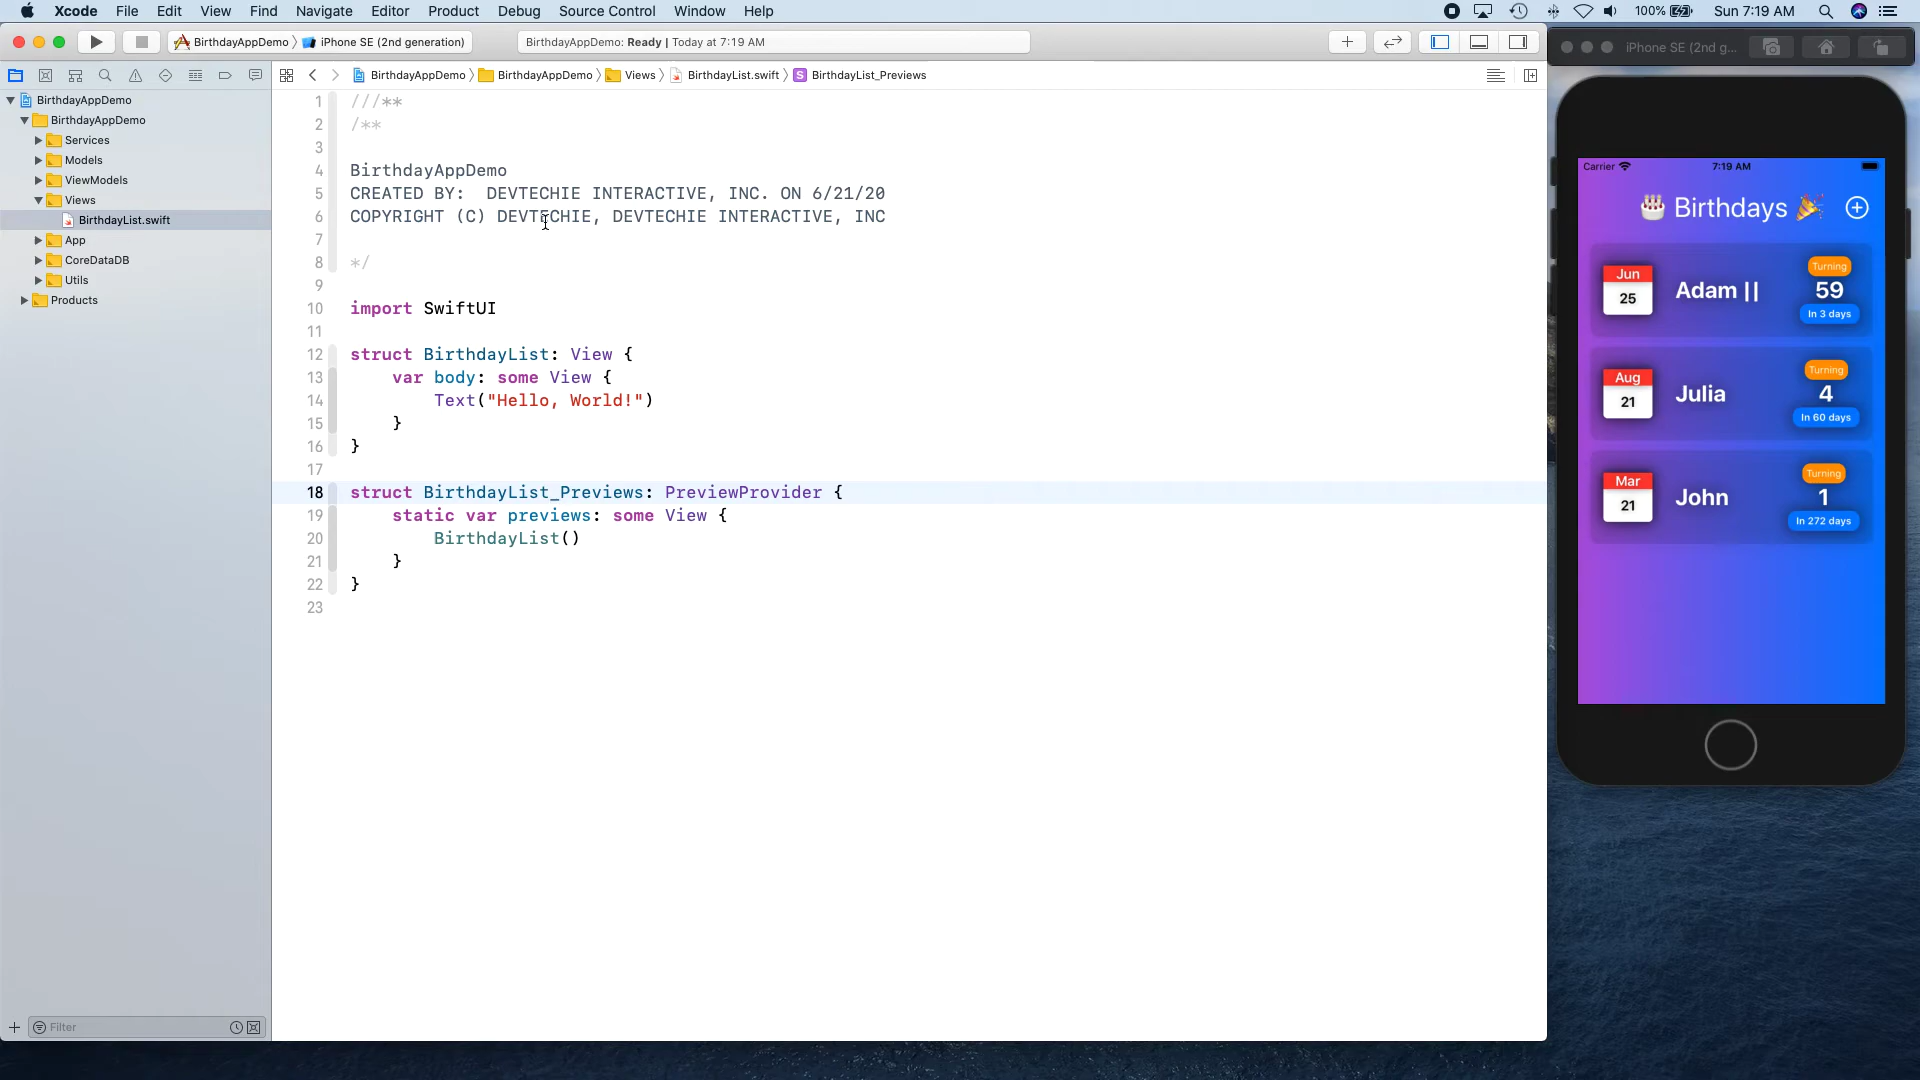 Xcode File Edit View Find Navigate Editor Product Debug Source Control Window Help
100% Sun 7:19 AM
BirthdayAppDemo iPhone SE (2nd generation)
BirthdayAppDemo: Ready | Today at 7:19 AM
BirthdayAppDemo BirthdayAppDemo Views BirthdayList.swift S BirthdayList_Previews
BirthdayAppDemo
BirthdayAppDemo
Services
Models
ViewModels
Views
BirthdayList.swift
App
CoreDataDB
Utils
Products
Filter
1 ///**
2 /**
3
4 BirthdayAppDemo
5 CREATED BY: DEVTECHIE INTERACTIVE, INC. ON 6/21/20
6 COPYRIGHT (C) DEVTECHIE, DEVTECHIE INTERACTIVE, INC
7
8 */
9
10 import SwiftUI
11
12 struct BirthdayList: View {
13 var body: some View {
14 Text("Hello, World!")
15 }
16 }
17
18 struct BirthdayList_Previews: PreviewProvider {
19 static var previews: some View {
20 BirthdayList()
21 }
22 }
23
iPhone SE (2nd g...
Carrier 7:19 AM
🎂 Birthdays 🎉
Jun
25
Adam ||
Turning
59
In 3 days
Aug
21
Julia
Turning
4
In 60 days
Mar
21
John
Turning
1
In 272 days